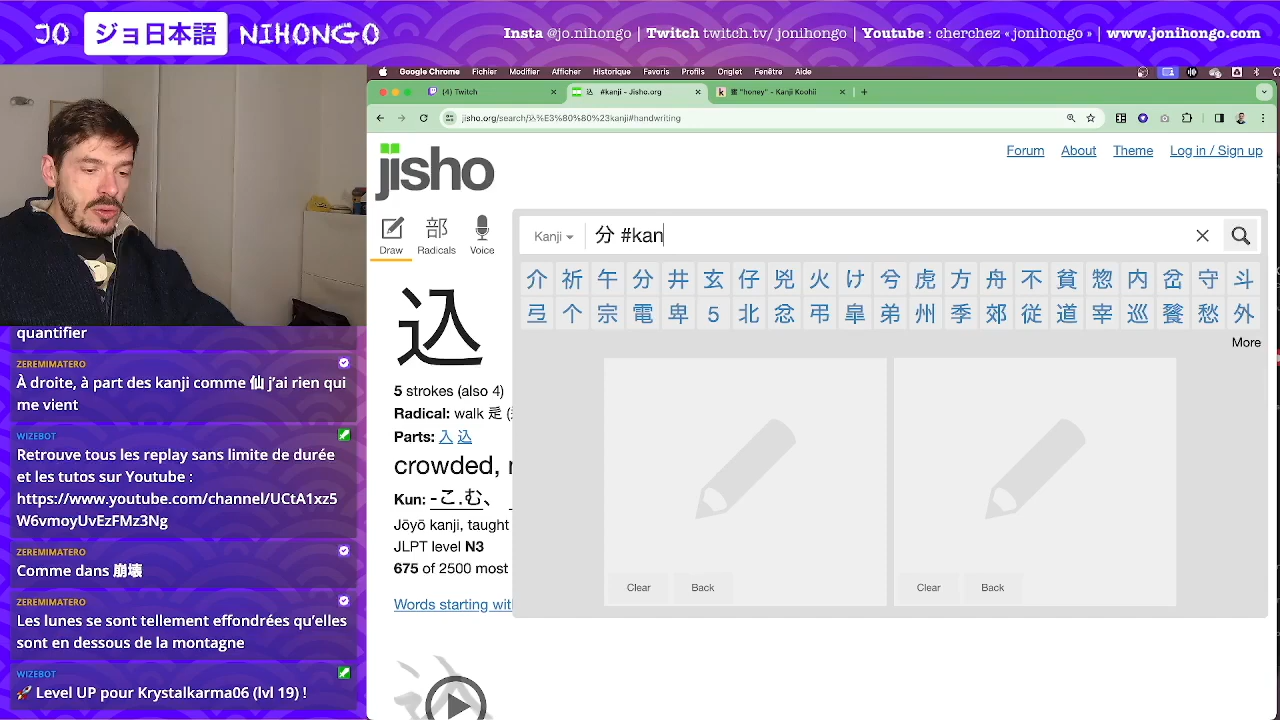 JO ジョ日本語 NIHONGO
Insta @jo.nihongo | Twitch twitch.tv/ jonihongo | Youtube : cherchez « jonihongo » | www.jonihongo.com
Google Chrome Fichier Modifier Afficher Historique Favoris Profils Onglet Fenêtre Aide
(4) Twitch
込 #kanji - Jisho.org
"honey" - Kanji Koohii
jisho.org/search/込%E3%80%80%23kanji#handwriting
jisho
Forum About Theme Log in / Sign up
Draw
部 Radicals
Voice
Kanji
分 #kan
介 祈 午 分 井 玄 仔 兇 火 け 兮 虎 方 舟 不 貧 惣 内 岔 守 斗
弖 个 宗 電 卑 5 北 忿 弔 皐 弟 州 季 郊 従 道 宰 巡 饗 愁 外
More
Clear Back
Clear Back
込
5 strokes (also 4)
Radical: walk 辵
Parts: 入 込
crowded,
Kun: -こ.む、
Jōyō kanji, taught
JLPT level N3
675 of 2500 most
Words starting wit
quantifier
ZEREMIMATERO
À droite, à part des kanji comme 仙 j'ai rien qui
me vient
WIZEBOT
Retrouve tous les replay sans limite de durée
et les tutos sur Youtube :
https://www.youtube.com/channel/UCtA1xz5
W6vmoyUvEzFMz3Ng
ZEREMIMATERO
Comme dans 崩壊
ZEREMIMATERO
Les lunes se sont tellement effondrées qu'elles
sont en dessous de la montagne
WIZEBOT
🚀 Level UP pour Krystalkarma06 (lvl 19) !